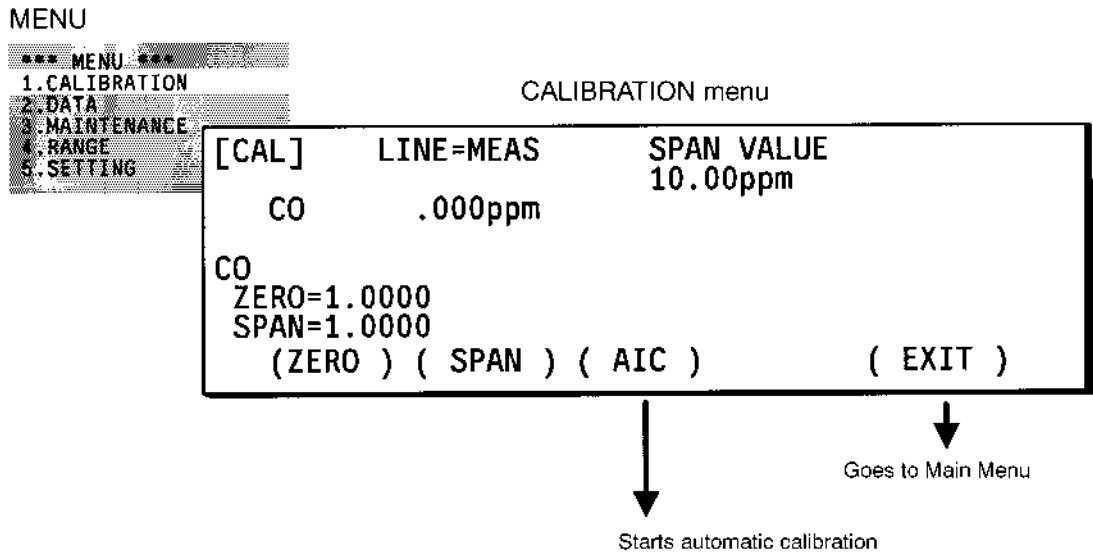 MENU
*** MENU ***
1.CALIBRATION
2.DATA
3.MAINTENANCE
4.RANGE
5.SETTING
CALIBRATION menu
[CAL] LINE=MEAS SPAN VALUE
10.00ppm
CO .000ppm
CO
ZERO=1.0000
SPAN=1.0000
(ZERO ) ( SPAN ) ( AIC ) ( EXIT )
Goes to Main Menu
Starts automatic calibration